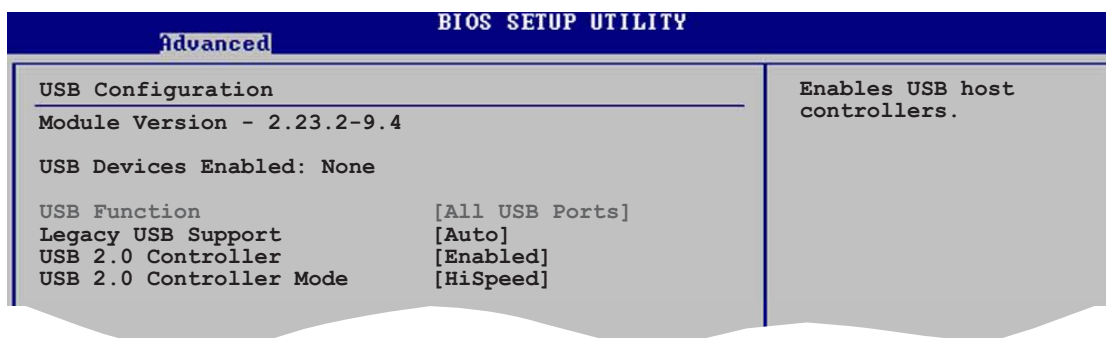 BIOS SETUP UTILITY
Advanced
USB Configuration
Module Version - 2.23.2-9.4
USB Devices Enabled: None
USB Function [All USB Ports]
Legacy USB Support [Auto]
USB 2.0 Controller [Enabled]
USB 2.0 Controller Mode [HiSpeed]
Enables USB host
controllers.